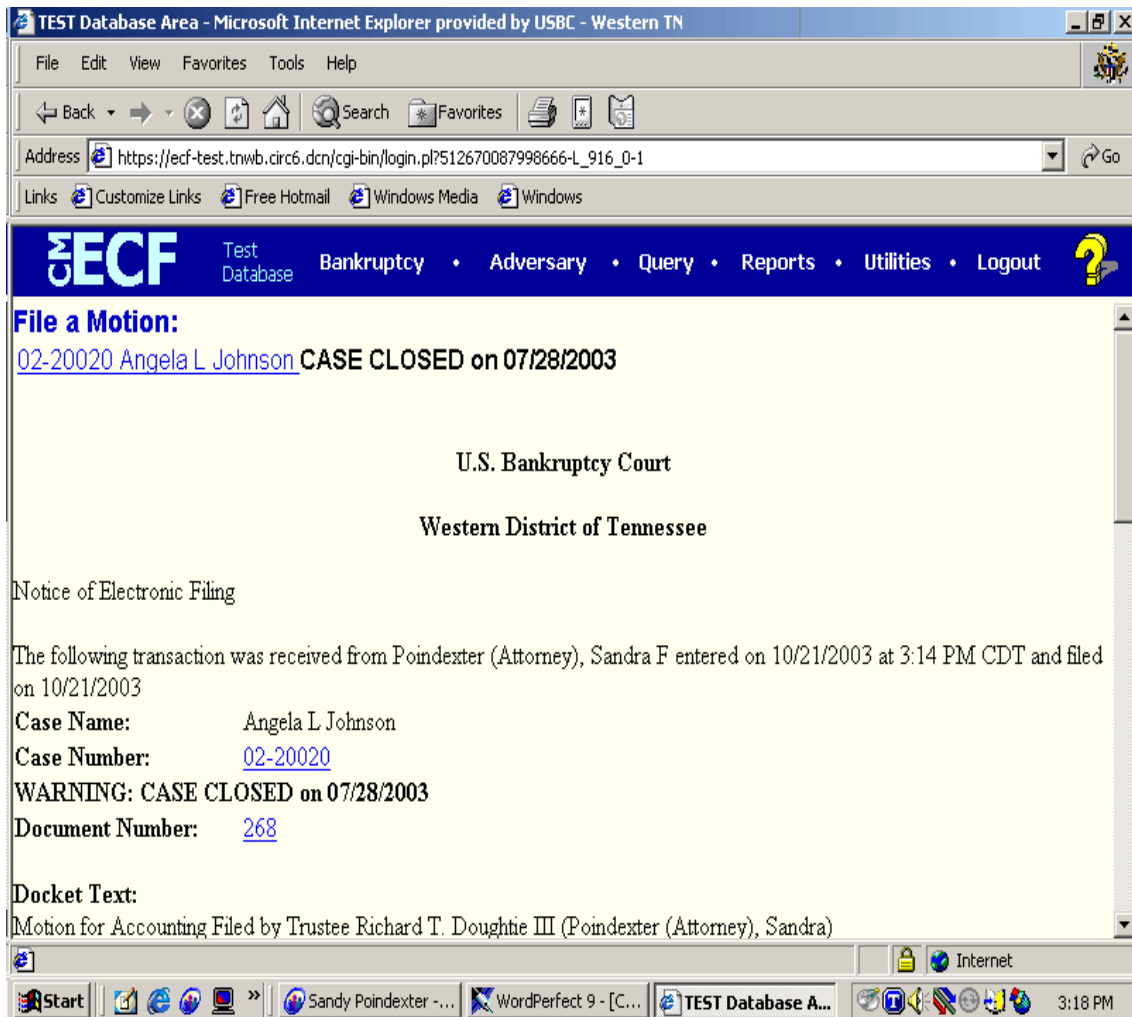 TEST Database Area - Microsoft Internet Explorer provided by USBC - Western TN
File Edit View Favorites Tools Help
Back Search Favorites
Address https://ecf-test.tnwb.circ6.dcn/cgi-bin/login.pl?512670087998666-L_916_0-1 Go
Links Customize Links Free Hotmail Windows Media Windows
CM ECF Test Database Bankruptcy • Adversary • Query • Reports • Utilities • Logout ?
File a Motion:
02-20020 Angela L Johnson CASE CLOSED on 07/28/2003
U.S. Bankruptcy Court
Western District of Tennessee
Notice of Electronic Filing
The following transaction was received from Poindexter (Attorney), Sandra F entered on 10/21/2003 at 3:14 PM CDT and filed
on 10/21/2003
Case Name: Angela L Johnson
Case Number: 02-20020
WARNING: CASE CLOSED on 07/28/2003
Document Number: 268
Docket Text:
Motion for Accounting Filed by Trustee Richard T. Doughtie III (Poindexter (Attorney), Sandra)
Internet
Start » Sandy Poindexter -... WordPerfect 9 - [C... TEST Database A... 3:18 PM